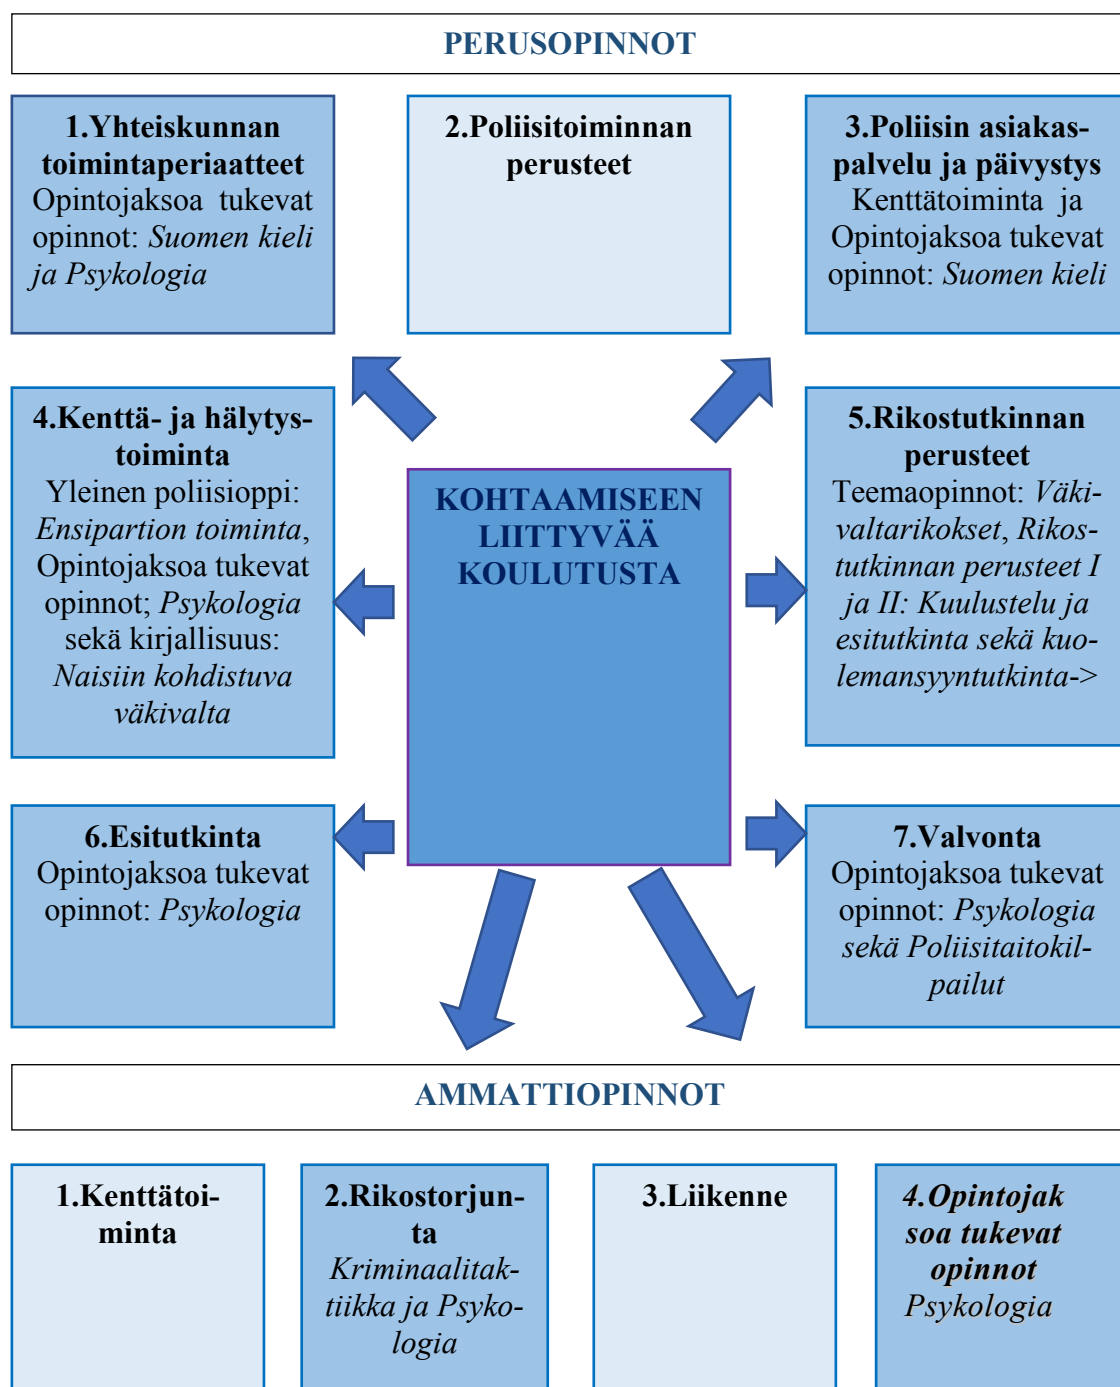 PERUSOPINNOT
1.Yhteiskunnan
toimintaperiaatteet
Opintojaksoa tukevat
opinnot: Suomen kieli
ja Psykologia
2.Poliisitoiminnan
perusteet
3.Poliisin asiakas-
palvelu ja päivystys
Kenttätoiminta ja
Opintojaksoa tukevat
opinnot: Suomen kieli
4.Kenttä- ja hälytys-
toiminta
Yleinen poliisioppi:
Ensipartion toiminta,
Opintojaksoa tukevat
opinnot; Psykologia
sekä kirjallisuus:
Naisiin kohdistuva
väkivalta
KOHTAAMISEEN
LIITTYVÄÄ
KOULUTUSTA
5.Rikostutkinnan
perusteet
Teemaopinnot: Väki-
valtarikokset, Rikos-
tutkinnan perusteet I
ja II: Kuulustelu ja
esitutkinta sekä kuo-
lemansyyntutkinta->
6.Esitutkinta
Opintojaksoa tukevat
opinnot: Psykologia
7.Valvonta
Opintojaksoa tukevat
opinnot: Psykologia
sekä Poliisitaitokil-
pailut
AMMATTIOPINNOT
1.Kenttätoi-
minta
2.Rikostorjun-
ta
Kriminaalitak-
tiikka ja Psyko-
logia
3.Liikenne
4.Opintojak
soa tukevat
opinnot
Psykologia